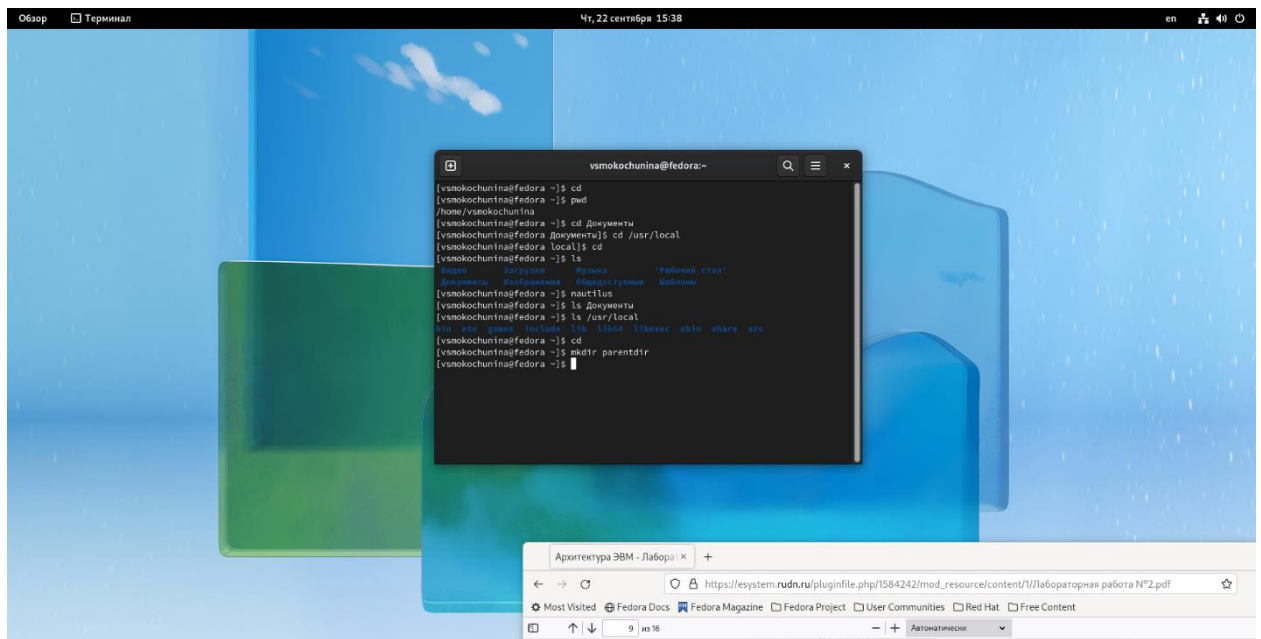 Обзор Терминал Чт, 22 сентября 15:38 en
vsmokochunina@fedora:~
[vsmokochunina@fedora ~]$ cd
[vsmokochunina@fedora ~]$ pwd
/home/vsmokochunina
[vsmokochunina@fedora ~]$ cd Документы
[vsmokochunina@fedora Документы]$ cd /usr/local
[vsmokochunina@fedora local]$ cd
[vsmokochunina@fedora ~]$ ls
Видео Загрузки Музыка 'Рабочий стол'
Документы Изображения Общедоступные Шаблоны
[vsmokochunina@fedora ~]$ nautilus
[vsmokochunina@fedora ~]$ ls Документы
[vsmokochunina@fedora ~]$ ls /usr/local
bin etc games include lib lib64 libexec sbin share src
[vsmokochunina@fedora ~]$ cd
[vsmokochunina@fedora ~]$ mkdir parentdir
[vsmokochunina@fedora ~]$
Архитектура ЭВМ - Лабора
https://esystem.rudn.ru/pluginfile.php/1584242/mod_resource/content/1/Лабораторная работа №2.pdf
Most Visited Fedora Docs Fedora Magazine Fedora Project User Communities Red Hat Free Content
9 из 16 Автоматически